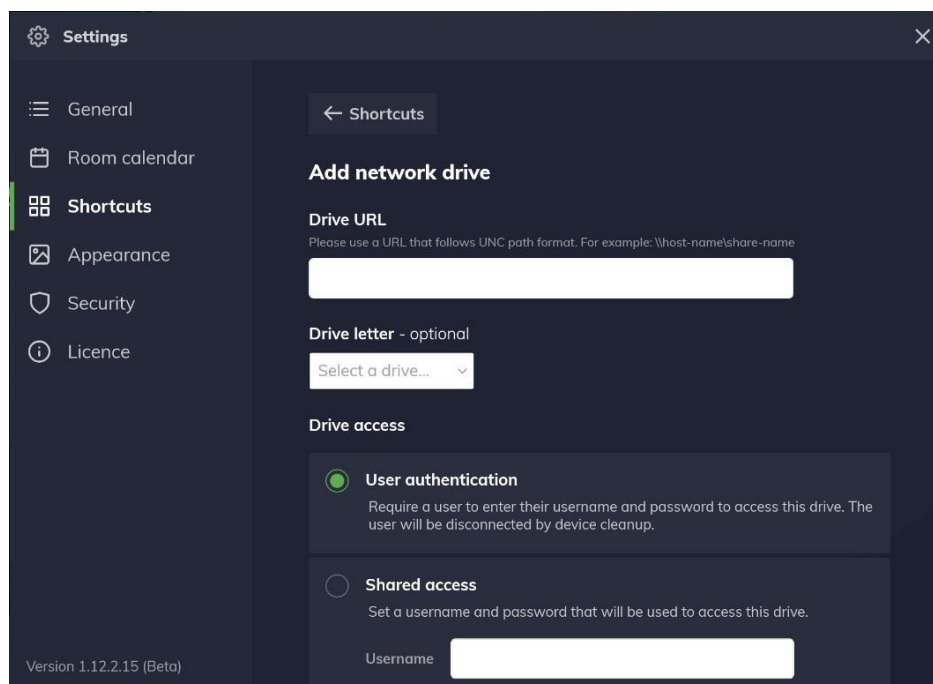 Settings
General
Room calendar
Shortcuts
Appearance
Security
Licence
Version 1.12.2.15 (Beta)
← Shortcuts
Add network drive
Drive URL
Please use a URL that follows UNC path format. For example: \\host-name\share-name
Drive letter - optional
Select a drive...
Drive access
User authentication
Require a user to enter their username and password to access this drive. The
user will be disconnected by device cleanup.
Shared access
Set a username and password that will be used to access this drive.
Username